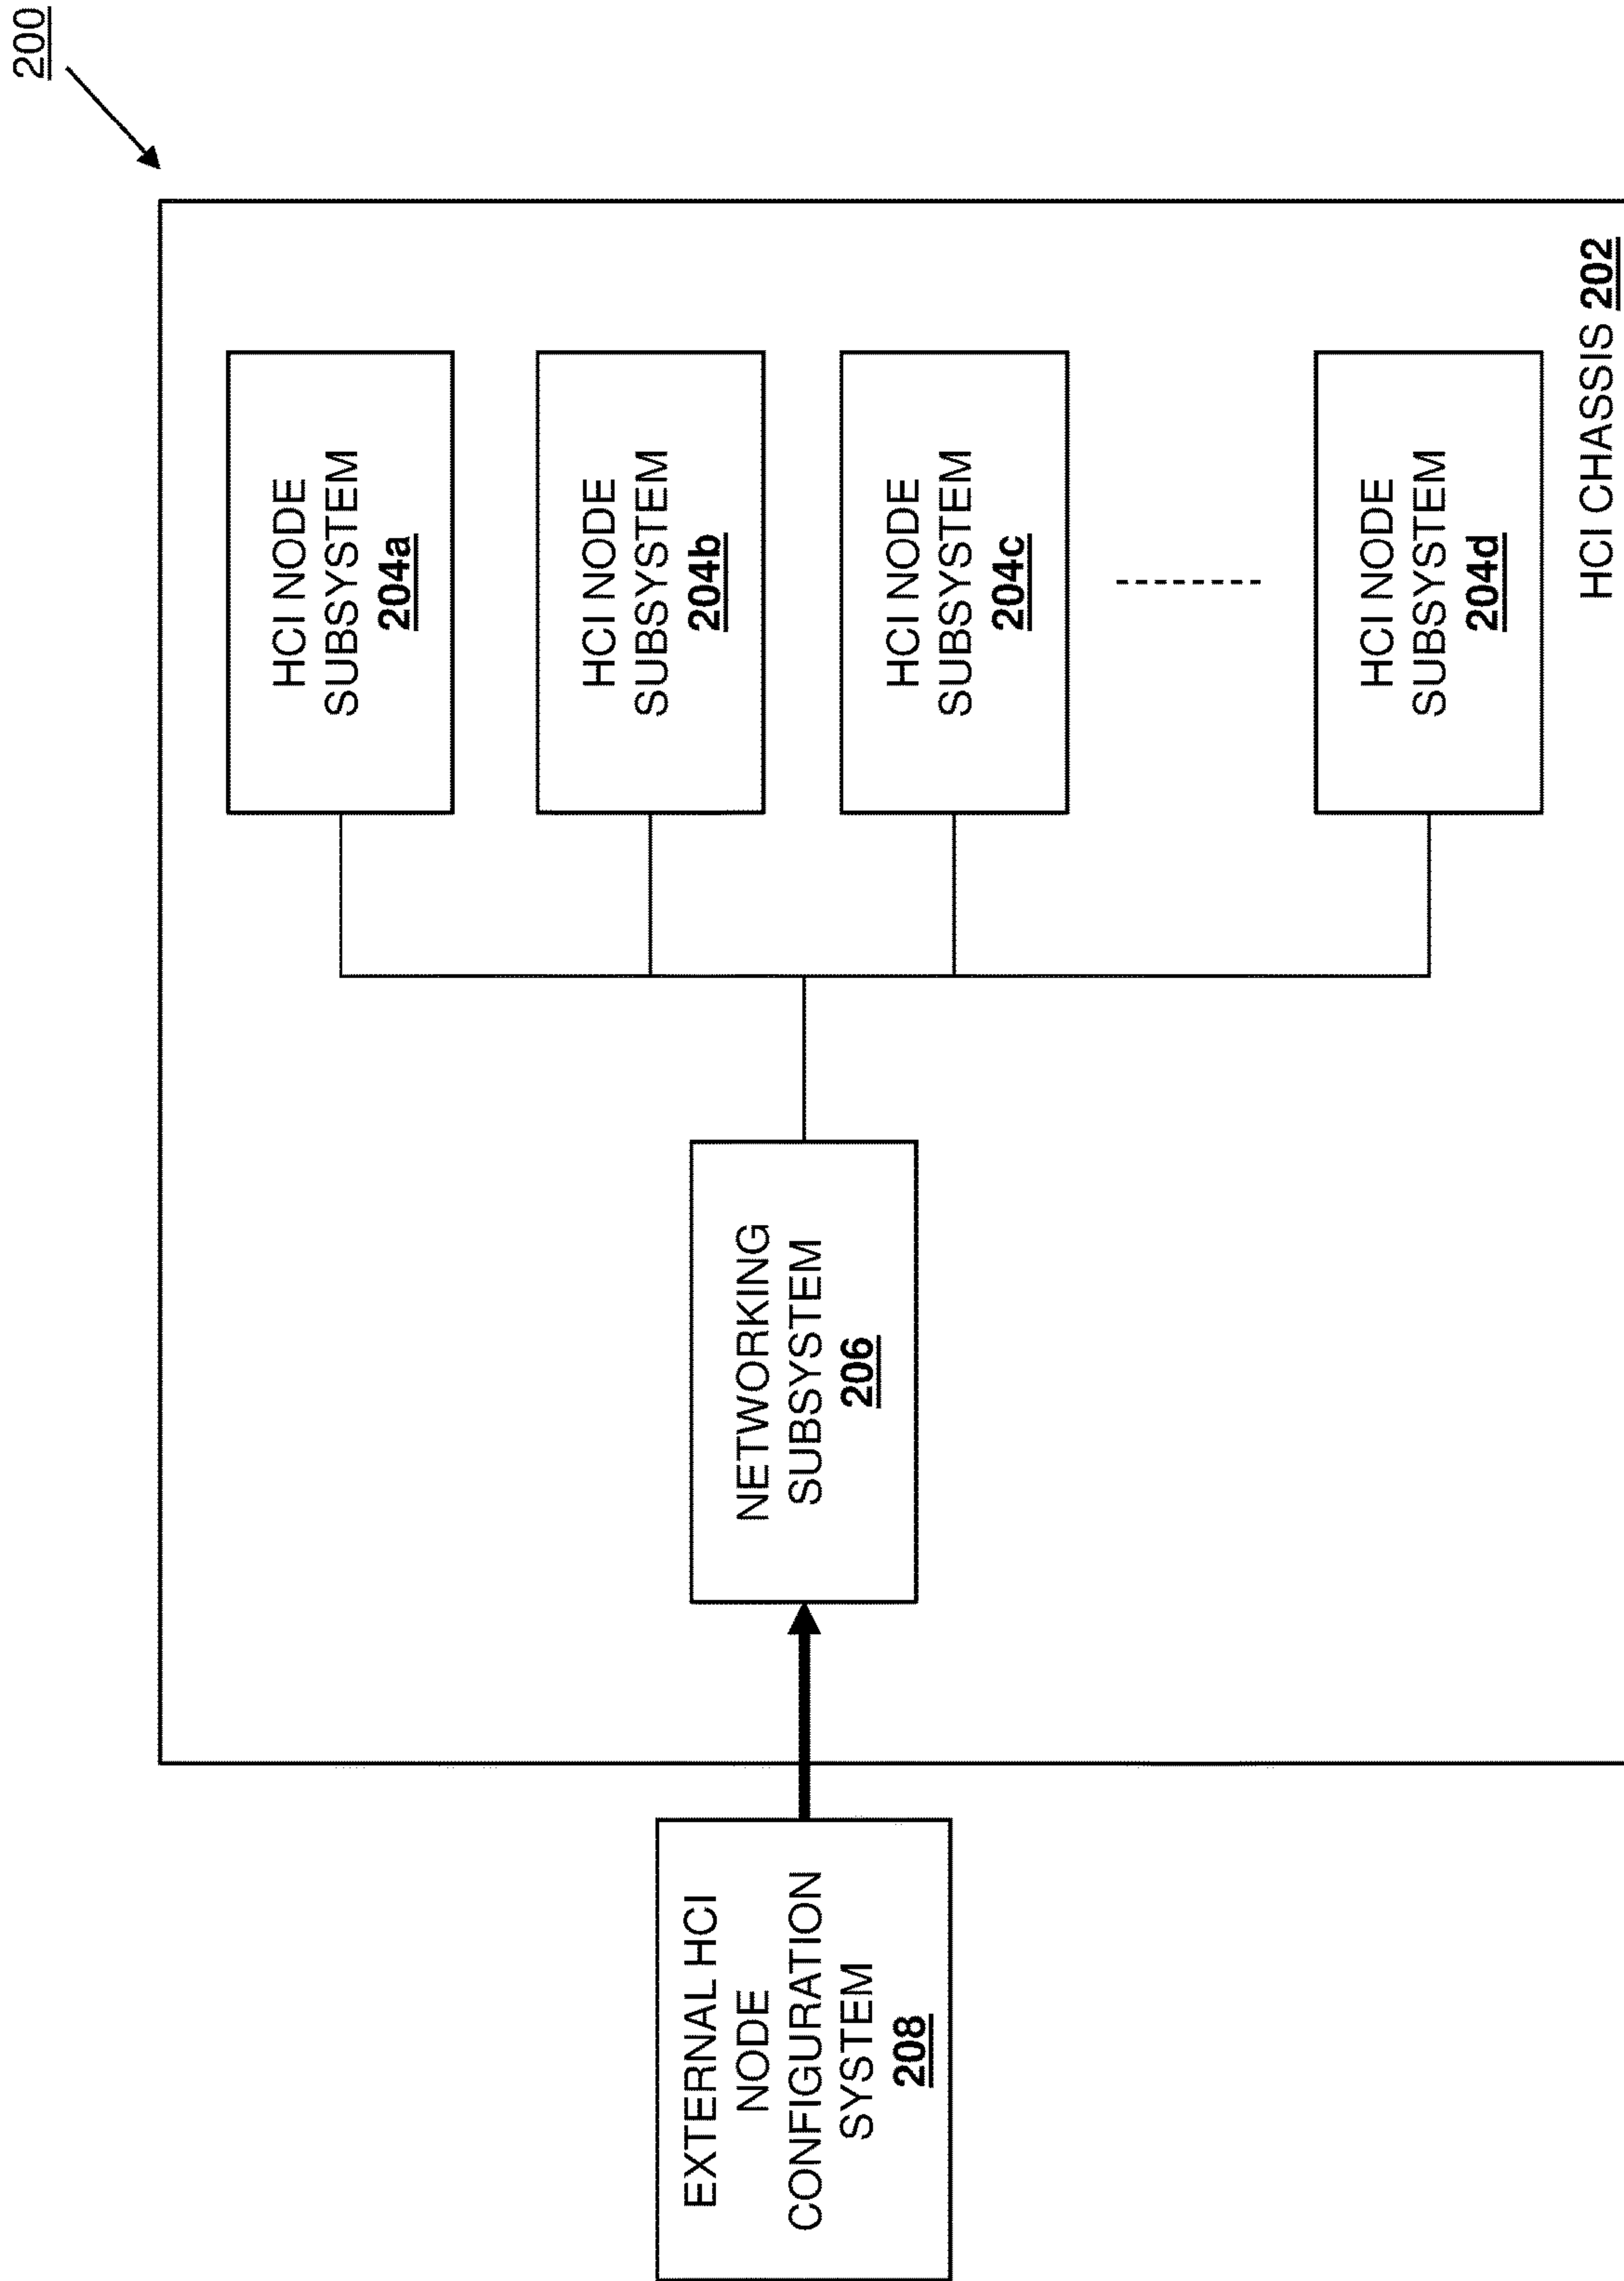 200
HCI NODE
SUBSYSTEM
204a
HCI NODE
SUBSYSTEM
204b
HCI NODE
SUBSYSTEM
204c
HCI NODE
SUBSYSTEM
204d
HCI CHASSIS 202
NETWORKING
SUBSYSTEM
206
EXTERNAL HCI
NODE
CONFIGURATION
SYSTEM
208